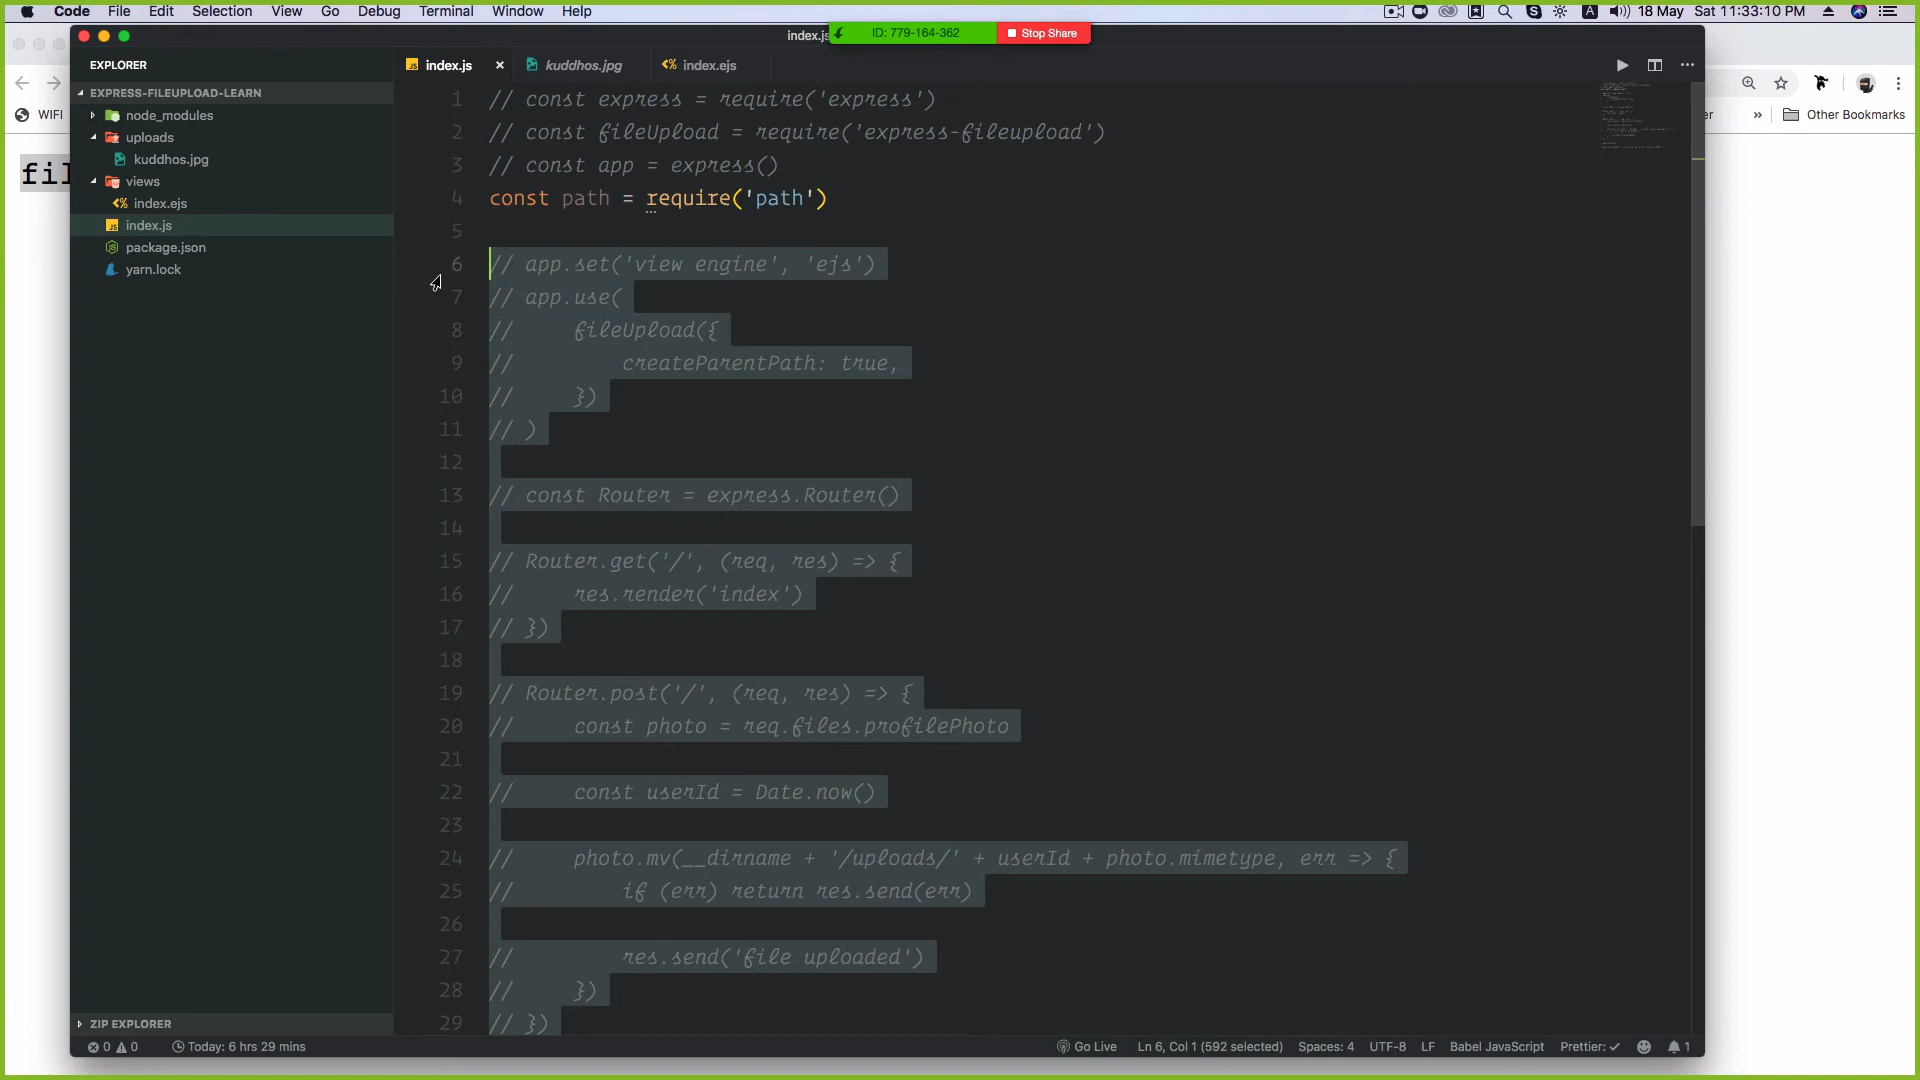 Code File Edit Selection View Go Debug Terminal Window Help
18 May Sat 11:33:10 PM
index.js
ID: 779-164-362
Stop Share
EXPLORER
index.js
kuddhos.jpg
index.ejs
WIFI
Other Bookmarks
EXPRESS-FILEUPLOAD-LEARN
node_modules
uploads
kuddhos.jpg
views
index.ejs
index.js
package.json
yarn.lock
1 // const express = require('express')
2 // const fileUpload = require('express-fileupload')
3 // const app = express()
4 const path = require('path')
5
6 // app.set('view engine', 'ejs')
7 // app.use(
8 // fileUpload({
9 // createParentPath: true,
10 // })
11 // )
12
13 // const Router = express.Router()
14
15 // Router.get('/', (req, res) => {
16 // res.render('index')
17 // })
18
19 // Router.post('/', (req, res) => {
20 // const photo = req.files.profilePhoto
21
22 // const userId = Date.now()
23
24 // photo.mv(__dirname + '/uploads/' + userId + photo.mimetype, err => {
25 // if (err) return res.send(err)
26
27 // res.send('file uploaded')
28 // })
29 // })
ZIP EXPLORER
0 0 Today: 6 hrs 29 mins
Go Live Ln 6, Col 1 (592 selected) Spaces: 4 UTF-8 LF Babel JavaScript Prettier: ✓ 1